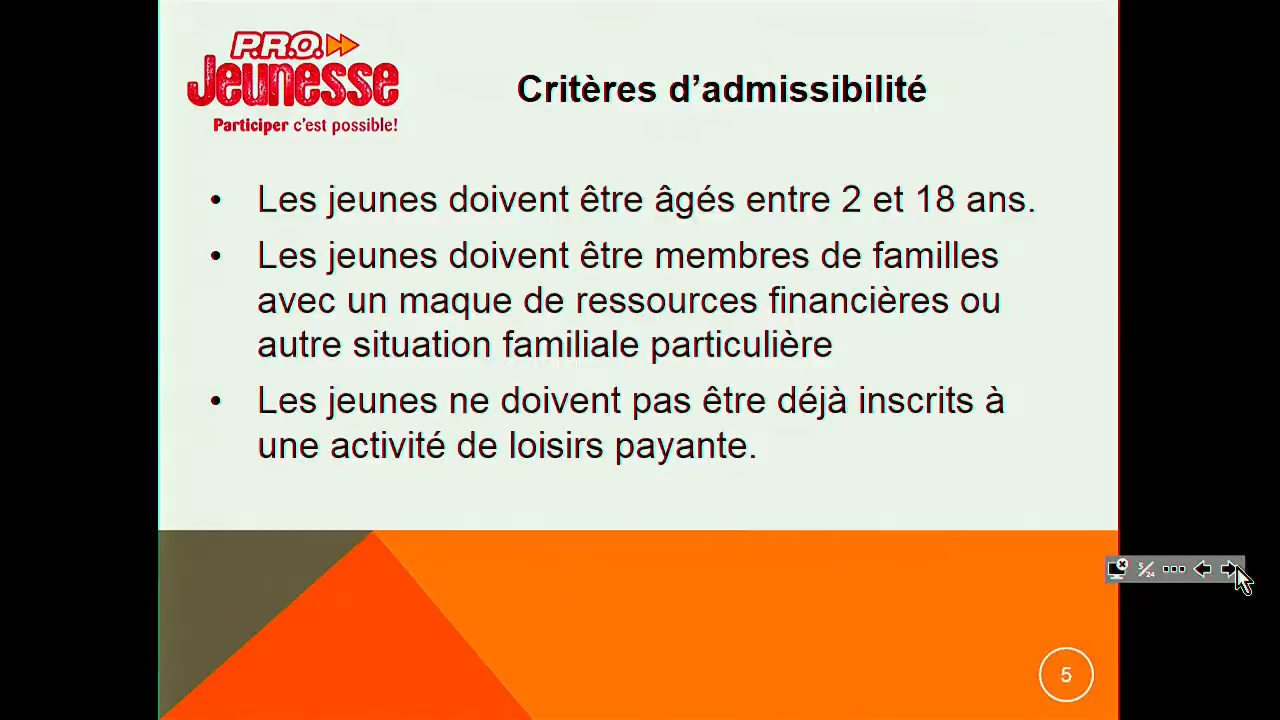 P.R.O.
Jeunesse
Participer c'est possible!
Critères d’admissibilité
• Les jeunes doivent être âgés entre 2 et 18 ans.
• Les jeunes doivent être membres de familles
avec un maque de ressources financières ou
autre situation familiale particulière
• Les jeunes ne doivent pas être déjà inscrits à
une activité de loisirs payante.
5/24
5